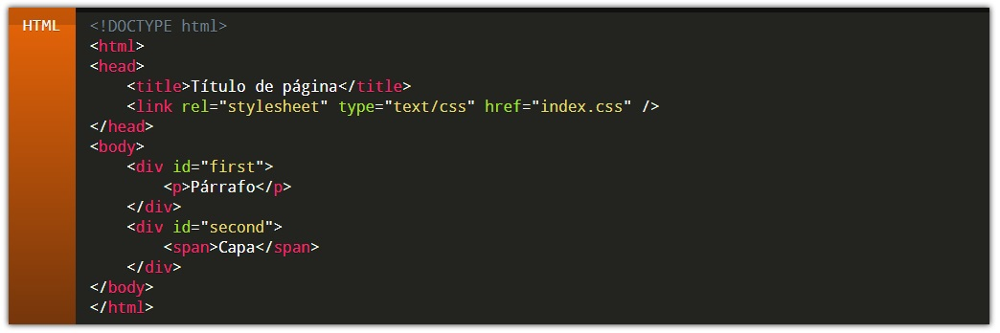 HTML
<!DOCTYPE html>
<html>
<head>
    <title>Título de página</title>
    <link rel="stylesheet" type="text/css" href="index.css" />
</head>
<body>
    <div id="first">
        <p>Párrafo</p>
    </div>
    <div id="second">
        <span>Capa</span>
    </div>
</body>
</html>